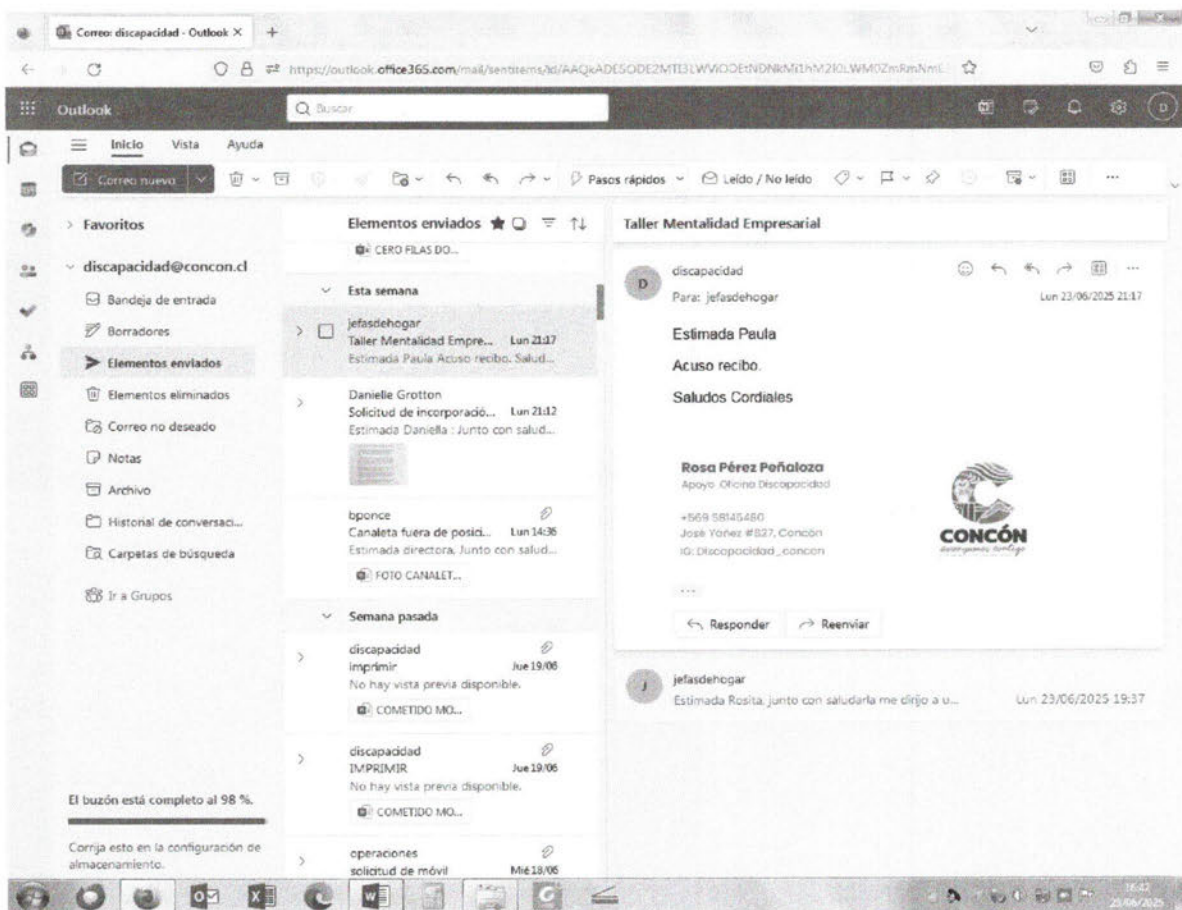 Correo: discapacidad - Outlook
https://outlook.office365.com/mail/sentitems/id/
Outlook
Buscar
D
Inicio Vista Ayuda
Correo nuevo
Pasos rápidos
Leído / No leído
Favoritos
discapacidad@concon.cl
Bandeja de entrada
Borradores
Elementos enviados
Elementos eliminados
Correo no deseado
Notas
Archivo
Historial de conversaci...
Carpetas de búsqueda
Ir a Grupos
El buzón está completo al 98 %.
Corrija esto en la configuración de
almacenamiento.
Elementos enviados
CERO FILAS DO...
Esta semana
jefasdehogar
Taller Mentalidad Empre... Lun 21:17
Estimada Paula Acuso recibo. Salud...
Danielle Grotton
Solicitud de incorporació... Lun 21:12
Estimada Daniella : Junto con salud...
bponce
Canaleta fuera de posici... Lun 14:36
Estimada directora, Junto con salud...
FOTO CANALET...
Semana pasada
discapacidad
imprimir Jue 19/06
No hay vista previa disponible.
COMETIDO MO...
discapacidad
IMPRIMIR Jue 19/06
No hay vista previa disponible.
COMETIDO MO...
operaciones
solicitud de móvil Mié 18/06
Taller Mentalidad Empresarial
D
discapacidad
Para: jefasdehogar Lun 23/06/2025 21:17
Estimada Paula
Acuso recibo.
Saludos Cordiales
Rosa Pérez Peñaloza
Apoyo Oficina Discapacidad
+569 58145480
José Yañez #827, Concón
IG: Discapacidad_concon
CONCÓN
...
Responder Reenviar
J
jefasdehogar
Estimada Rosita, junto con saludarla me dirijo a u... Lun 23/06/2025 19:37
16:42